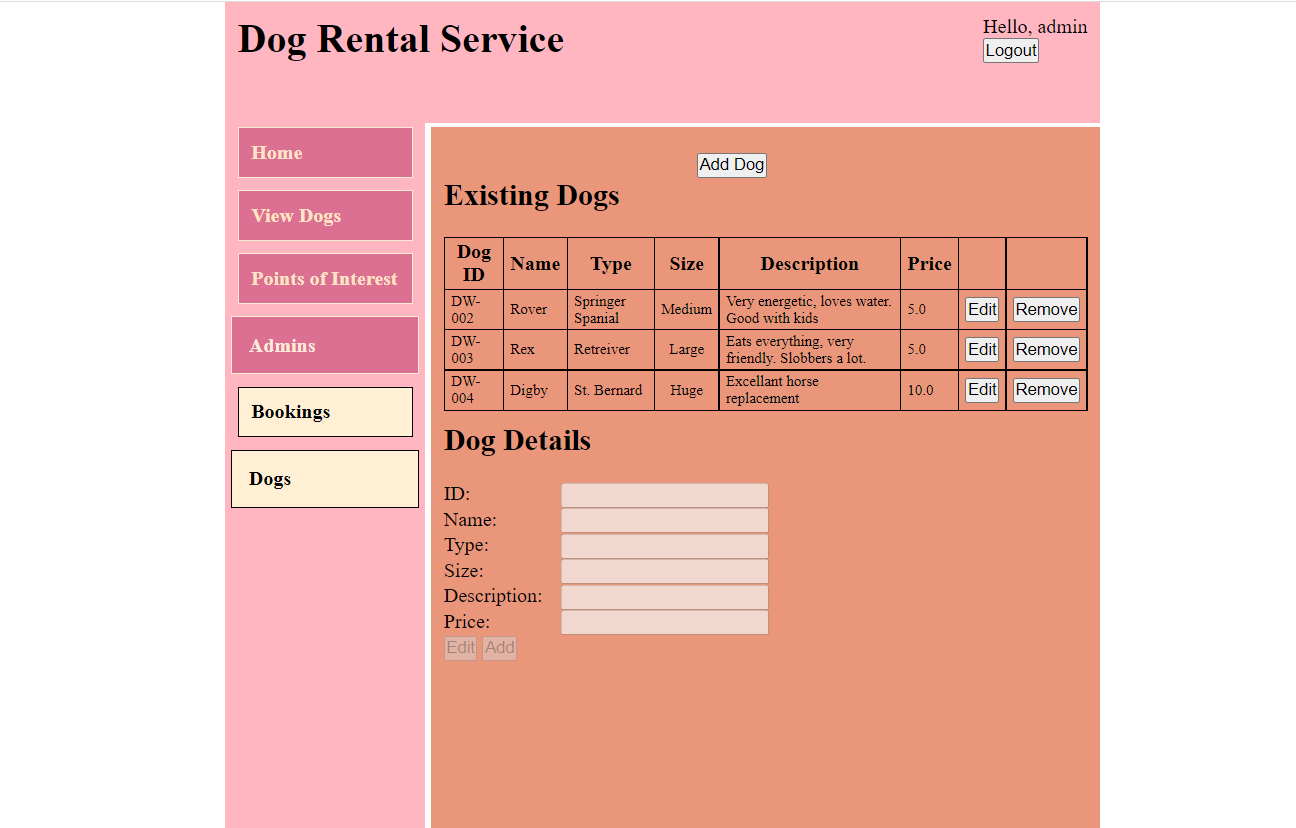 Dog Rental Service
Hello, admin
Logout
Home
View Dogs
Points of Interest
Admins
Bookings
Dogs
Add Dog
Existing Dogs
Dog ID Name Type Size Description Price
DW-002 Rover Springer Spanial Medium Very energetic, loves water. Good with kids 5.0 Edit Remove
DW-003 Rex Retreiver Large Eats everything, very friendly. Slobbers a lot. 5.0 Edit Remove
DW-004 Digby St. Bernard Huge Excellant horse replacement 10.0 Edit Remove
Dog Details
ID:
Name:
Type:
Size:
Description:
Price:
Edit Add